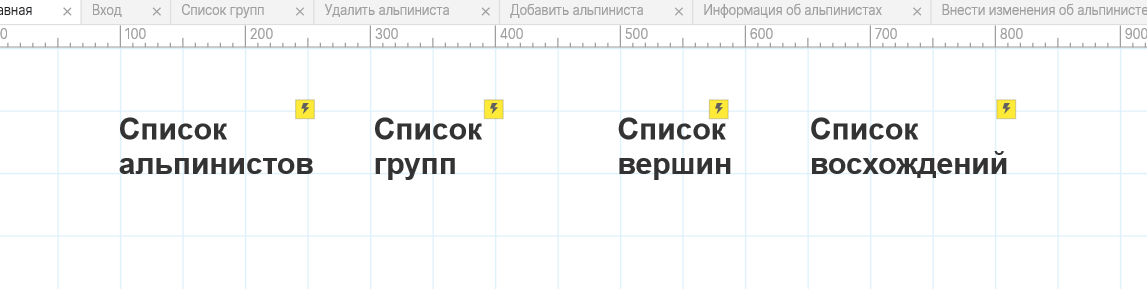 авная Вход Список групп Удалить альпиниста Добавить альпиниста Информация об альпинистах Внести изменения об альпинисте
0 100 200 300 400 500 600 700 800 900
Список Список Список Список
альпинистов групп вершин восхождений